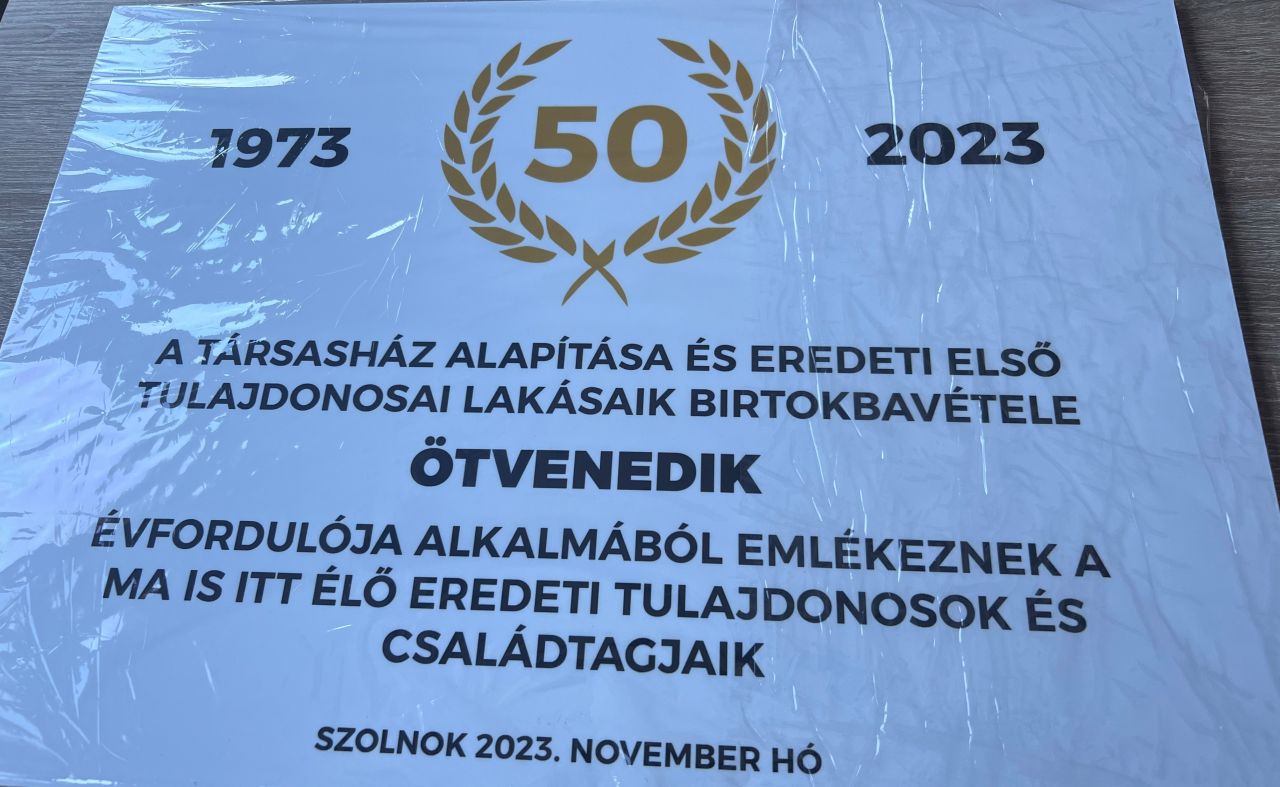 1973 50 2023
A TÁRSASHÁZ ALAPÍTÁSA ÉS EREDETI ELSŐ
TULAJDONOSAI LAKÁSAIK BIRTOKBAVÉTELE
ÖTVENEDIK
ÉVFORDULÓJA ALKALMÁBÓL EMLÉKEZNEK A
MA IS ITT ÉLŐ EREDETI TULAJDONOSOK ÉS
CSALÁDTAGJAIK
SZOLNOK 2023. NOVEMBER HÓ